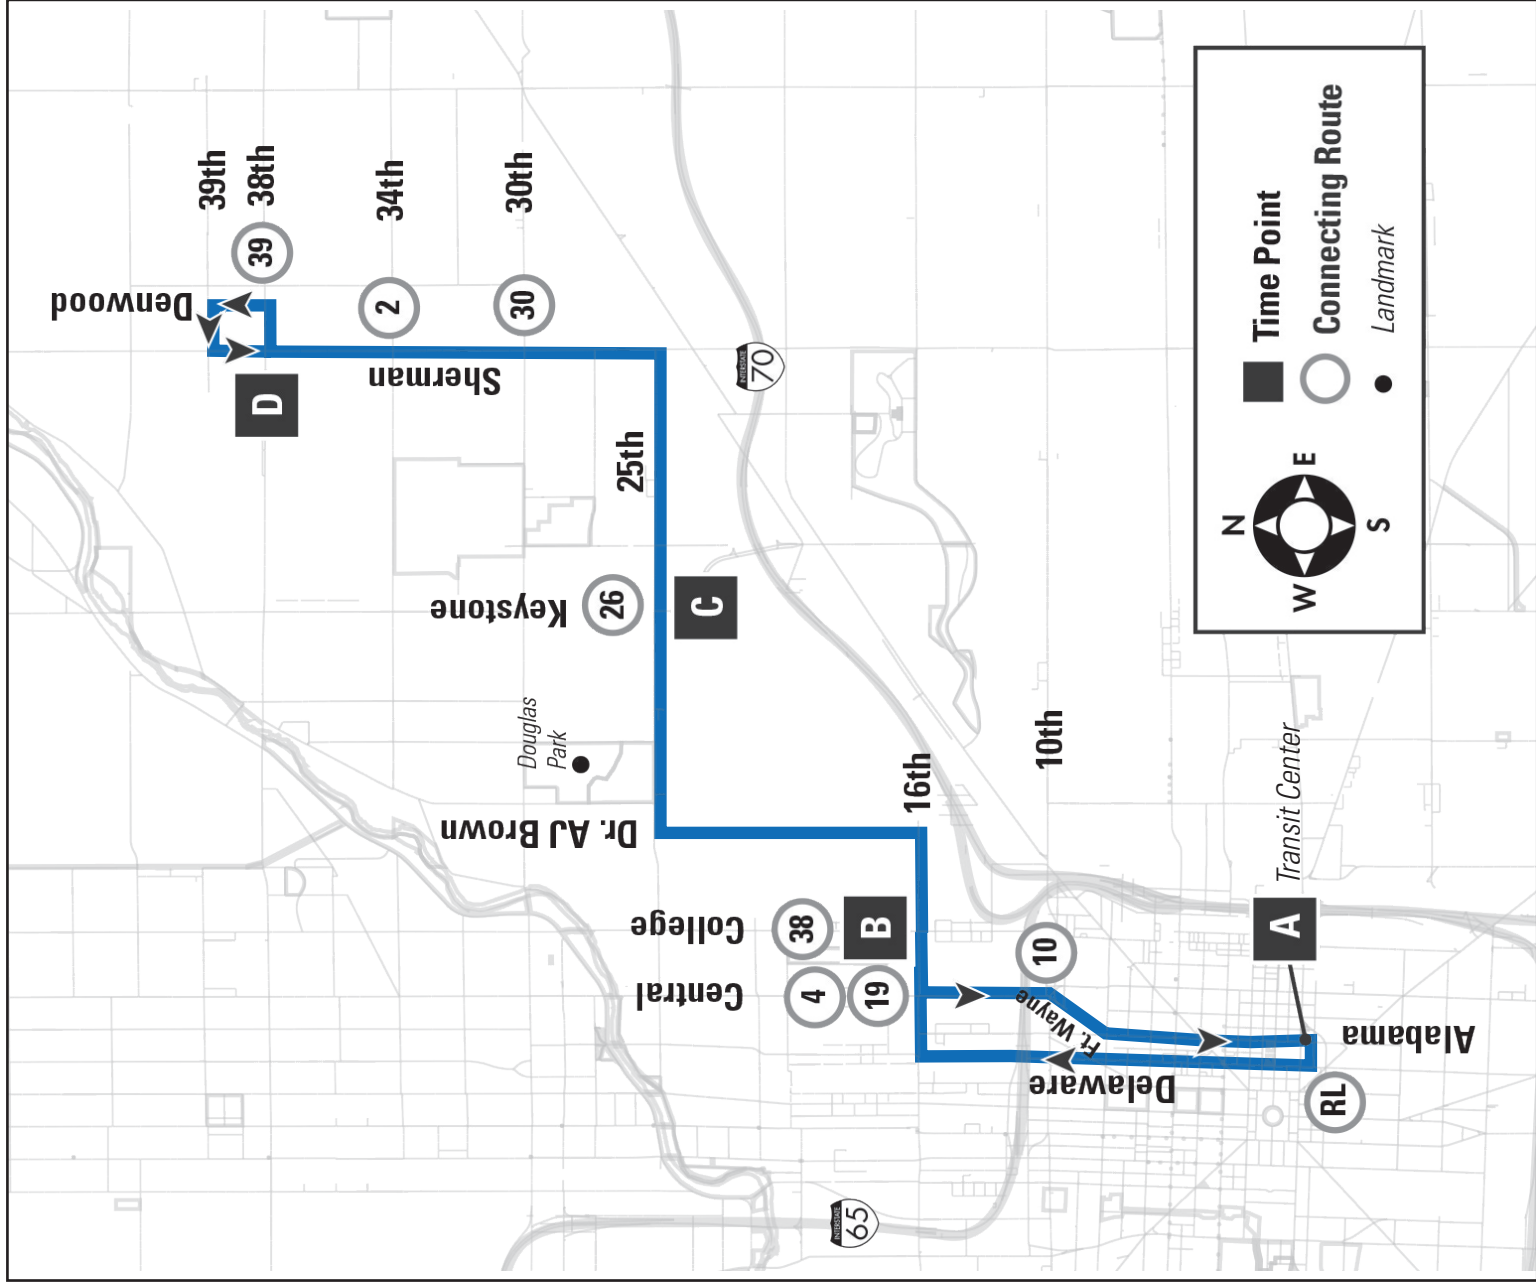 39th
38th
34th
30th
39
2
30
Denwood
D
Sherman
INTERSTATE
70
25th
Keystone
26
C
Douglas
Park
Dr. AJ Brown
16th
10th
College
38
B
Central
4
19
10
Ft. Wayne
Delaware
Transit Center
A
Alabama
RL
INTERSTATE
65
Time Point
Connecting Route
Landmark
N
E
S
W